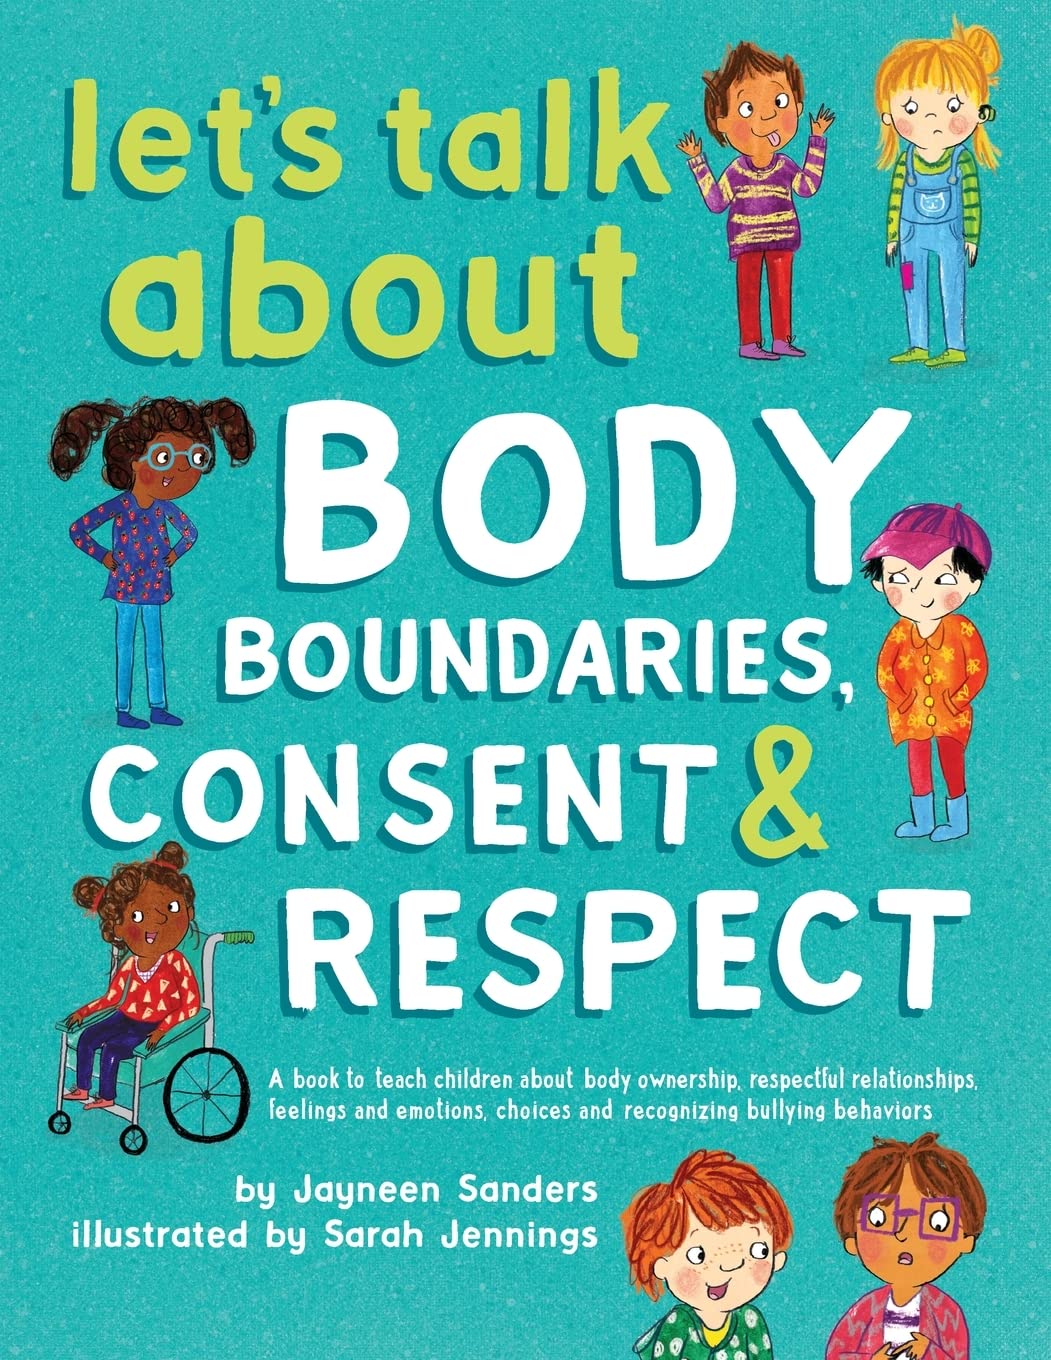 let's talk
about
BODY
BOUNDARIES,
CONSENT &
RESPECT
A book to teach children about body ownership, respectful relationships,
feelings and emotions, choices and recognizing bullying behaviors
by Jayneen Sanders
illustrated by Sarah Jennings